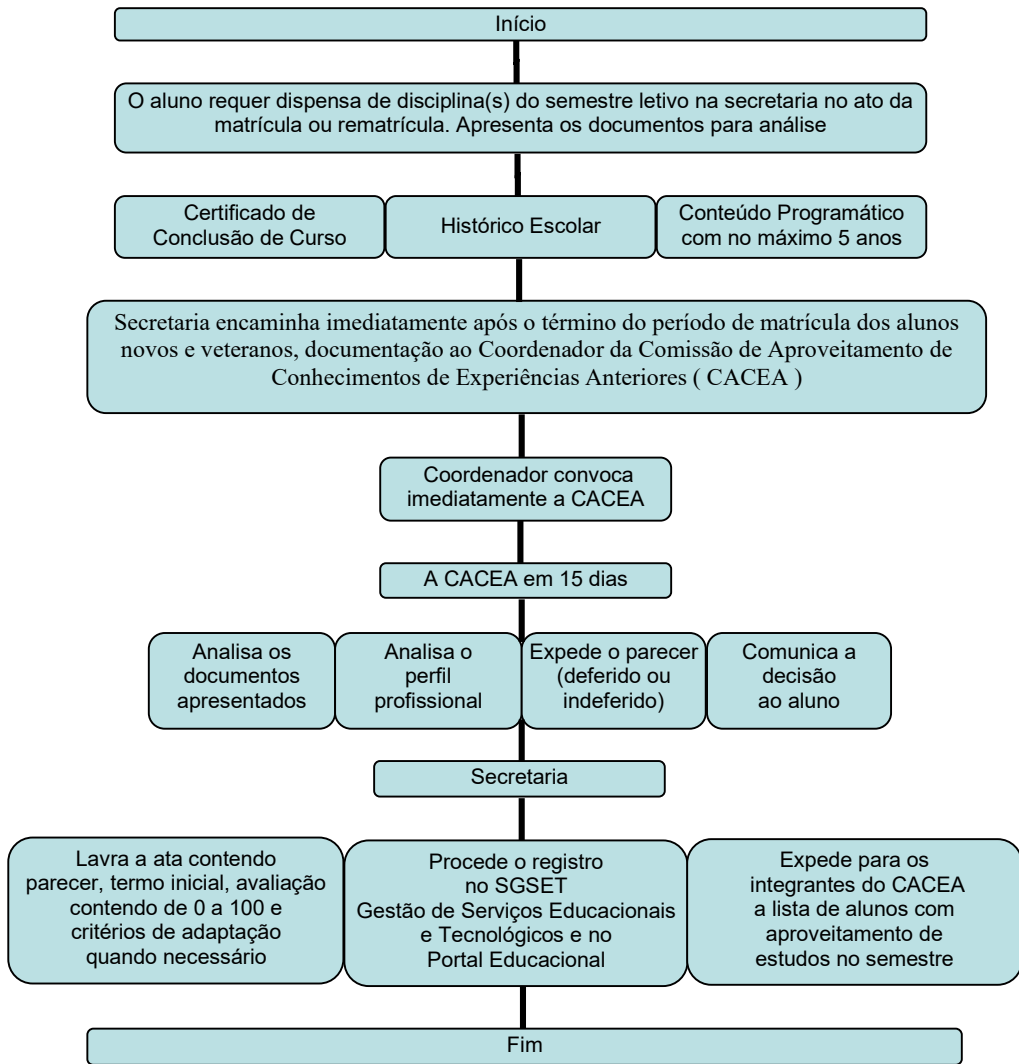 Início
O aluno requer dispensa de disciplina(s) do semestre letivo na secretaria no ato da
matrícula ou rematrícula. Apresenta os documentos para análise
Certificado de
Conclusão de Curso
Histórico Escolar
Conteúdo Programático
com no máximo 5 anos
Secretaria encaminha imediatamente após o término do período de matrícula dos alunos
novos e veteranos, documentação ao Coordenador da Comissão de Aproveitamento de
Conhecimentos de Experiências Anteriores ( CACEA )
Coordenador convoca
imediatamente a CACEA
A CACEA em 15 dias
Analisa os
documentos
apresentados
Analisa o
perfil
profissional
Expede o parecer
(deferido ou
indeferido)
Comunica a
decisão
ao aluno
Secretaria
Lavra a ata contendo
parecer, termo inicial, avaliação
contendo de 0 a 100 e
critérios de adaptação
quando necessário
Procede o registro
no SGSET
Gestão de Serviços Educacionais
e Tecnológicos e no
Portal Educacional
Expede para os
integrantes do CACEA
a lista de alunos com
aproveitamento de
estudos no semestre
Fim